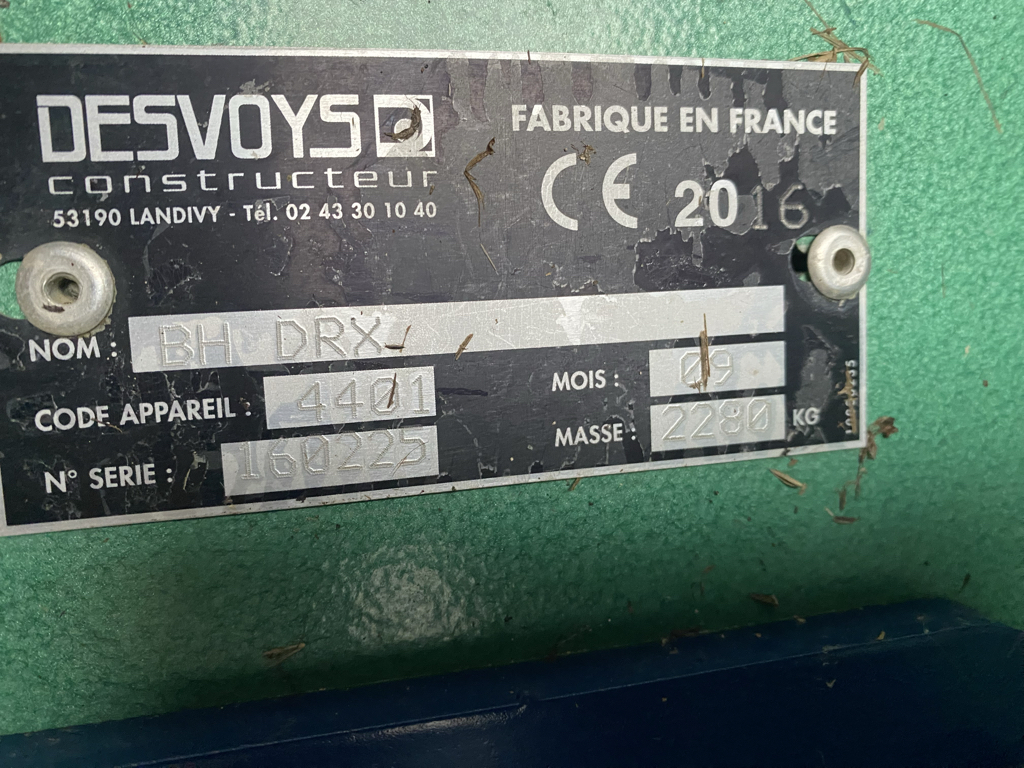 DESVOYS
constructeur
53190 LANDIVY - Tél. 02 43 30 10 40
FABRIQUE EN FRANCE
CE 2016
NOM : BH DRX
CODE APPAREIL : 4401
MOIS : 09
N° SERIE : 160225
MASSE : 2280 KG